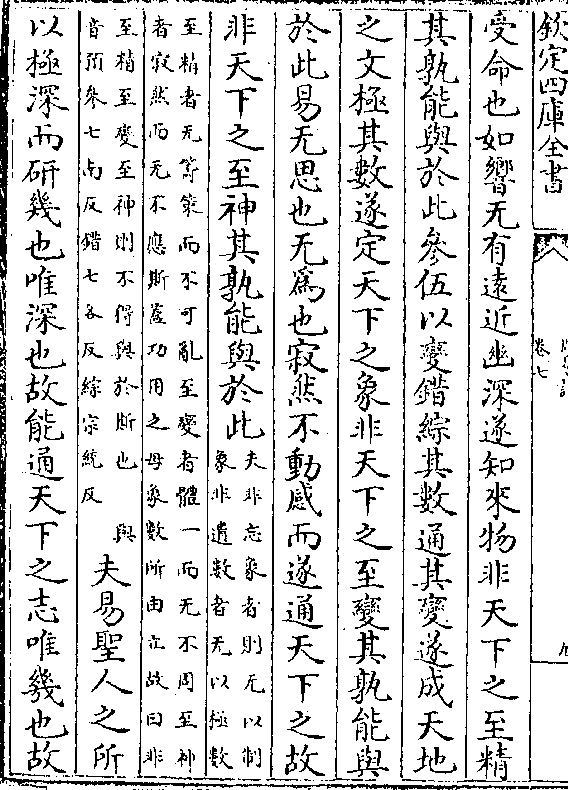 欽定四庫全書
卷七
受命也如響无有遠近幽深遂知來物非天下之至精
其孰能與於此參伍以變錯綜其數通其變遂成天地
之文極其數遂定天下之象非天下之至變其孰能與
於此易无思也无爲也寂然不動感而遂通天下之故
非天下之至神其孰能與於此
夫非忘象者則无以制
象非遺數者无以極數
至精者无籌策而不可亂至變者體一而无不周至神
者寂然而无不應斯蓋功用之母象數所由立故曰非
至精至變至神則不得與於斯也 與
音預參七南反錯七各反綜宗統反
夫易聖人之所
以極深而研幾也唯深也故能通天下之志唯幾也故